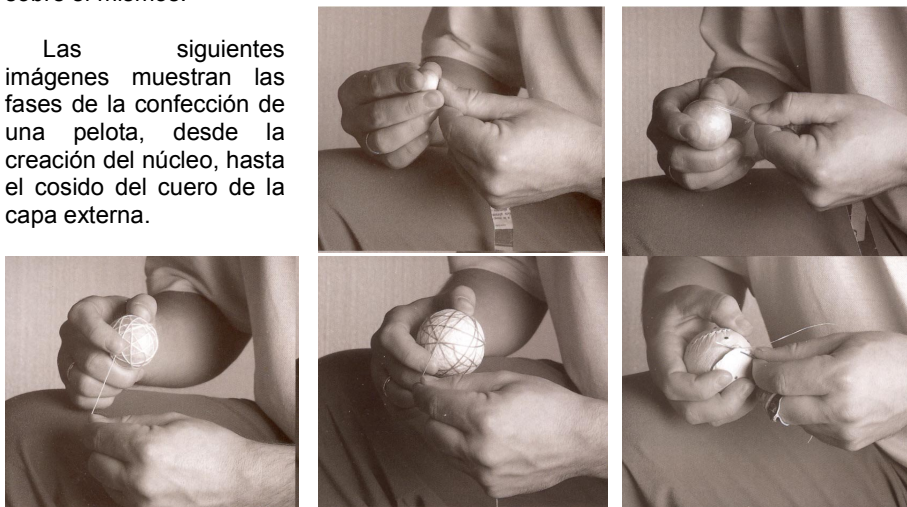 sobre sí mismos.
Las siguientes
imágenes muestran las
fases de la confección de
una pelota, desde la
creación del núcleo, hasta
el cosido del cuero de la
capa externa.